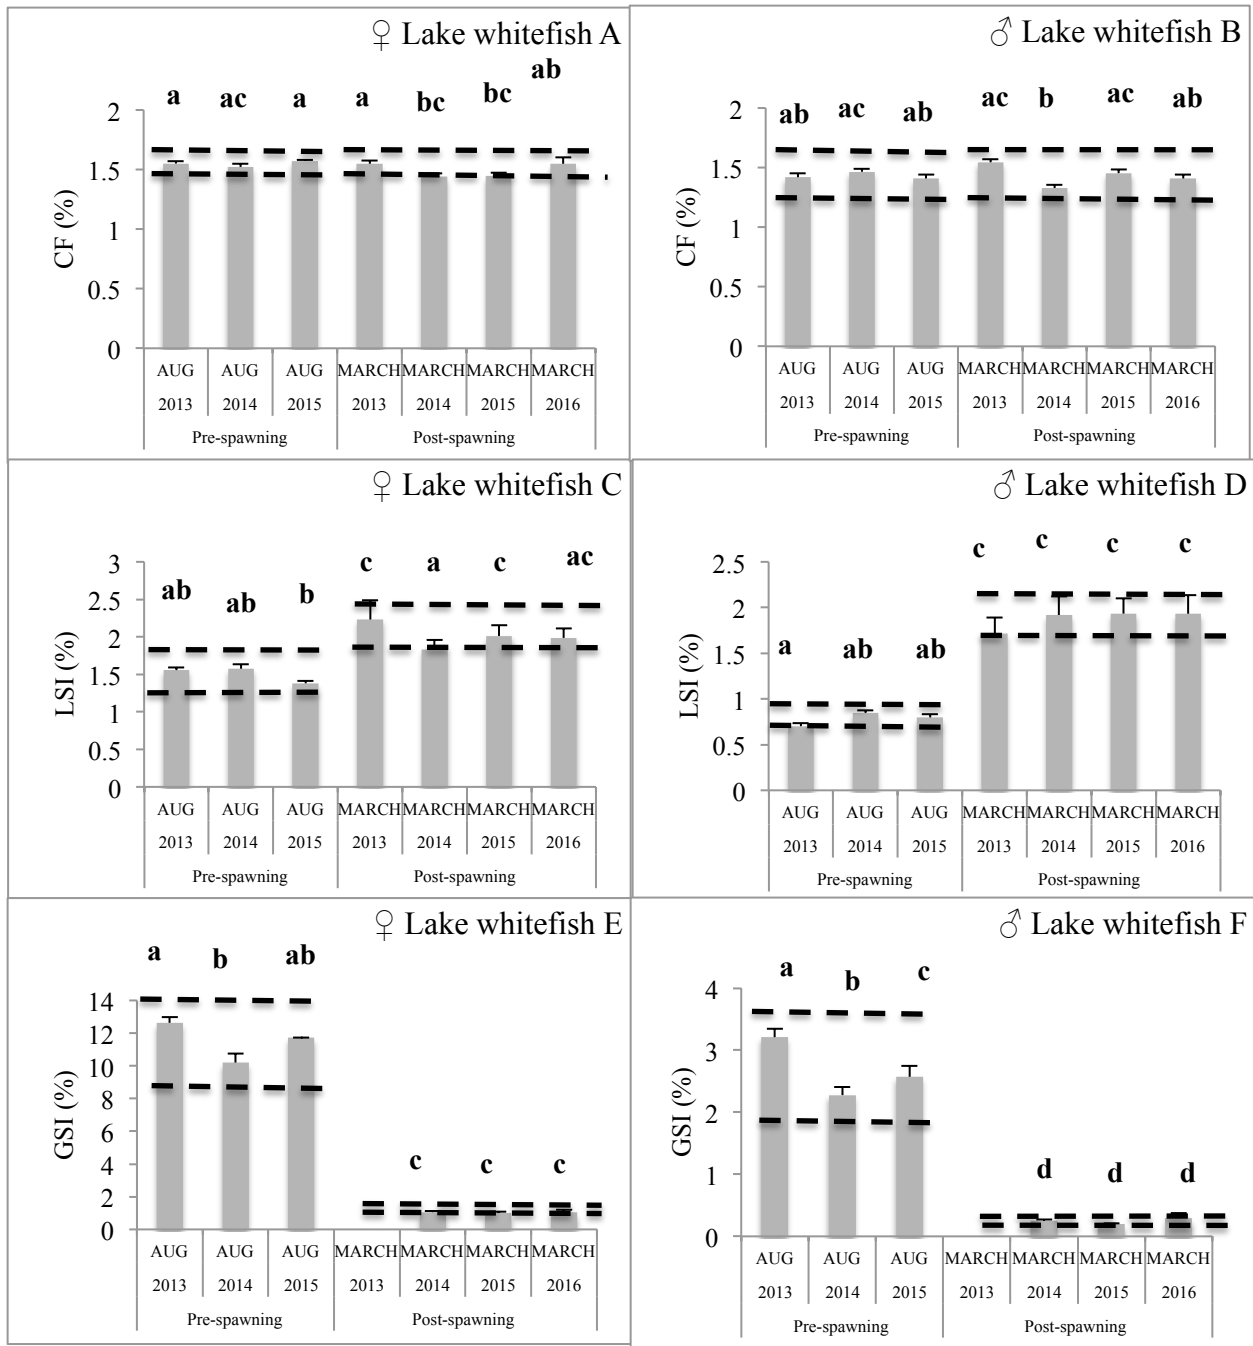 ♀ Lake whitefish A
a ac a a bc bc ab
CF (%)
2
1.5
1
0.5
0
AUG AUG AUG MARCH MARCH MARCH MARCH
2013 2014 2015 2013 2014 2015 2016
Pre-spawning Post-spawning
♂ Lake whitefish B
ab ac ab ac b ac ab
CF (%)
2
1.5
1
0.5
0
AUG AUG AUG MARCH MARCH MARCH MARCH
2013 2014 2015 2013 2014 2015 2016
Pre-spawning Post-spawning
♀ Lake whitefish C
ab ab b c a c ac
LSI (%)
3
2.5
2
1.5
1
0.5
0
AUG AUG AUG MARCH MARCH MARCH MARCH
2013 2014 2015 2013 2014 2015 2016
Pre-spawning Post-spawning
♂ Lake whitefish D
a ab ab c c c c
LSI (%)
2.5
2
1.5
1
0.5
0
AUG AUG AUG MARCH MARCH MARCH MARCH
2013 2014 2015 2013 2014 2015 2016
Pre-spawning Post-spawning
♀ Lake whitefish E
a b ab c c c
GSI (%)
14
12
10
8
6
4
2
0
AUG AUG AUG MARCH MARCH MARCH MARCH
2013 2014 2015 2013 2014 2015 2016
Pre-spawning Post-spawning
♂ Lake whitefish F
a b c d d d
GSI (%)
4
3
2
1
0
AUG AUG AUG MARCH MARCH MARCH MARCH
2013 2014 2015 2013 2014 2015 2016
Pre-spawning Post-spawning